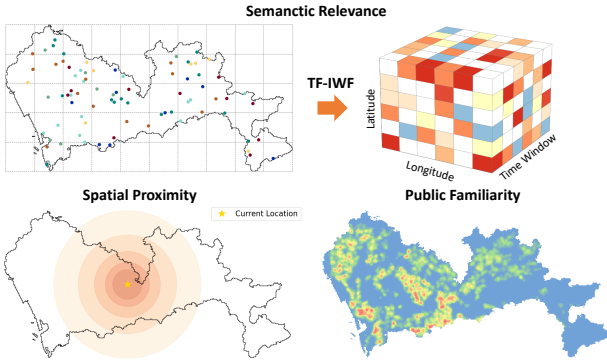 Semanctic Relevance
TF-IWF
Latitude
Longitude
Time Window
Spatial Proximity
Public Familiarity
Current Location